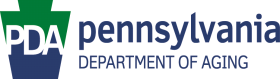 PDA
pennsylvania
DEPARTMENT OF AGING